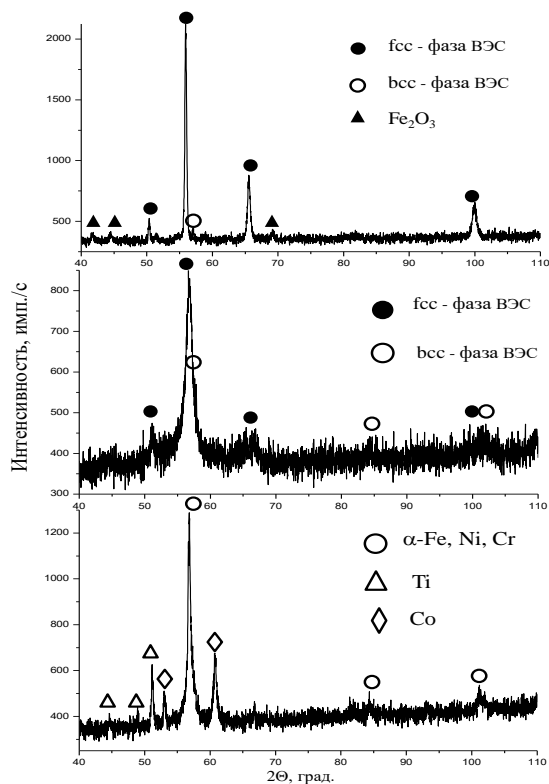 fcc - фаза ВЭС
bcc - фаза ВЭС
Fe2O3
2000
1500
1000
500
40 50 60 70 80 90 100 110
fcc - фаза ВЭС
bcc - фаза ВЭС
800
700
600
500
400
300
40 50 60 70 80 90 100 110
Интенсивность, имп./с
α-Fe, Ni, Cr
Ti
Co
1200
1000
800
600
400
40 50 60 70 80 90 100 110
2Θ, град.